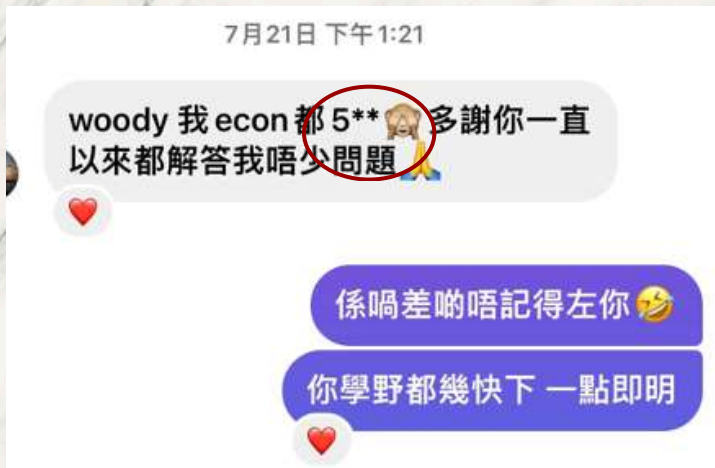 7月21日 下午1:21
woody 我 econ 都 5** 🙈 多謝你一直
以來都解答我唔少問題 🙏
係喎差啲唔記得左你 🤣
你學野都幾快下 一點即明